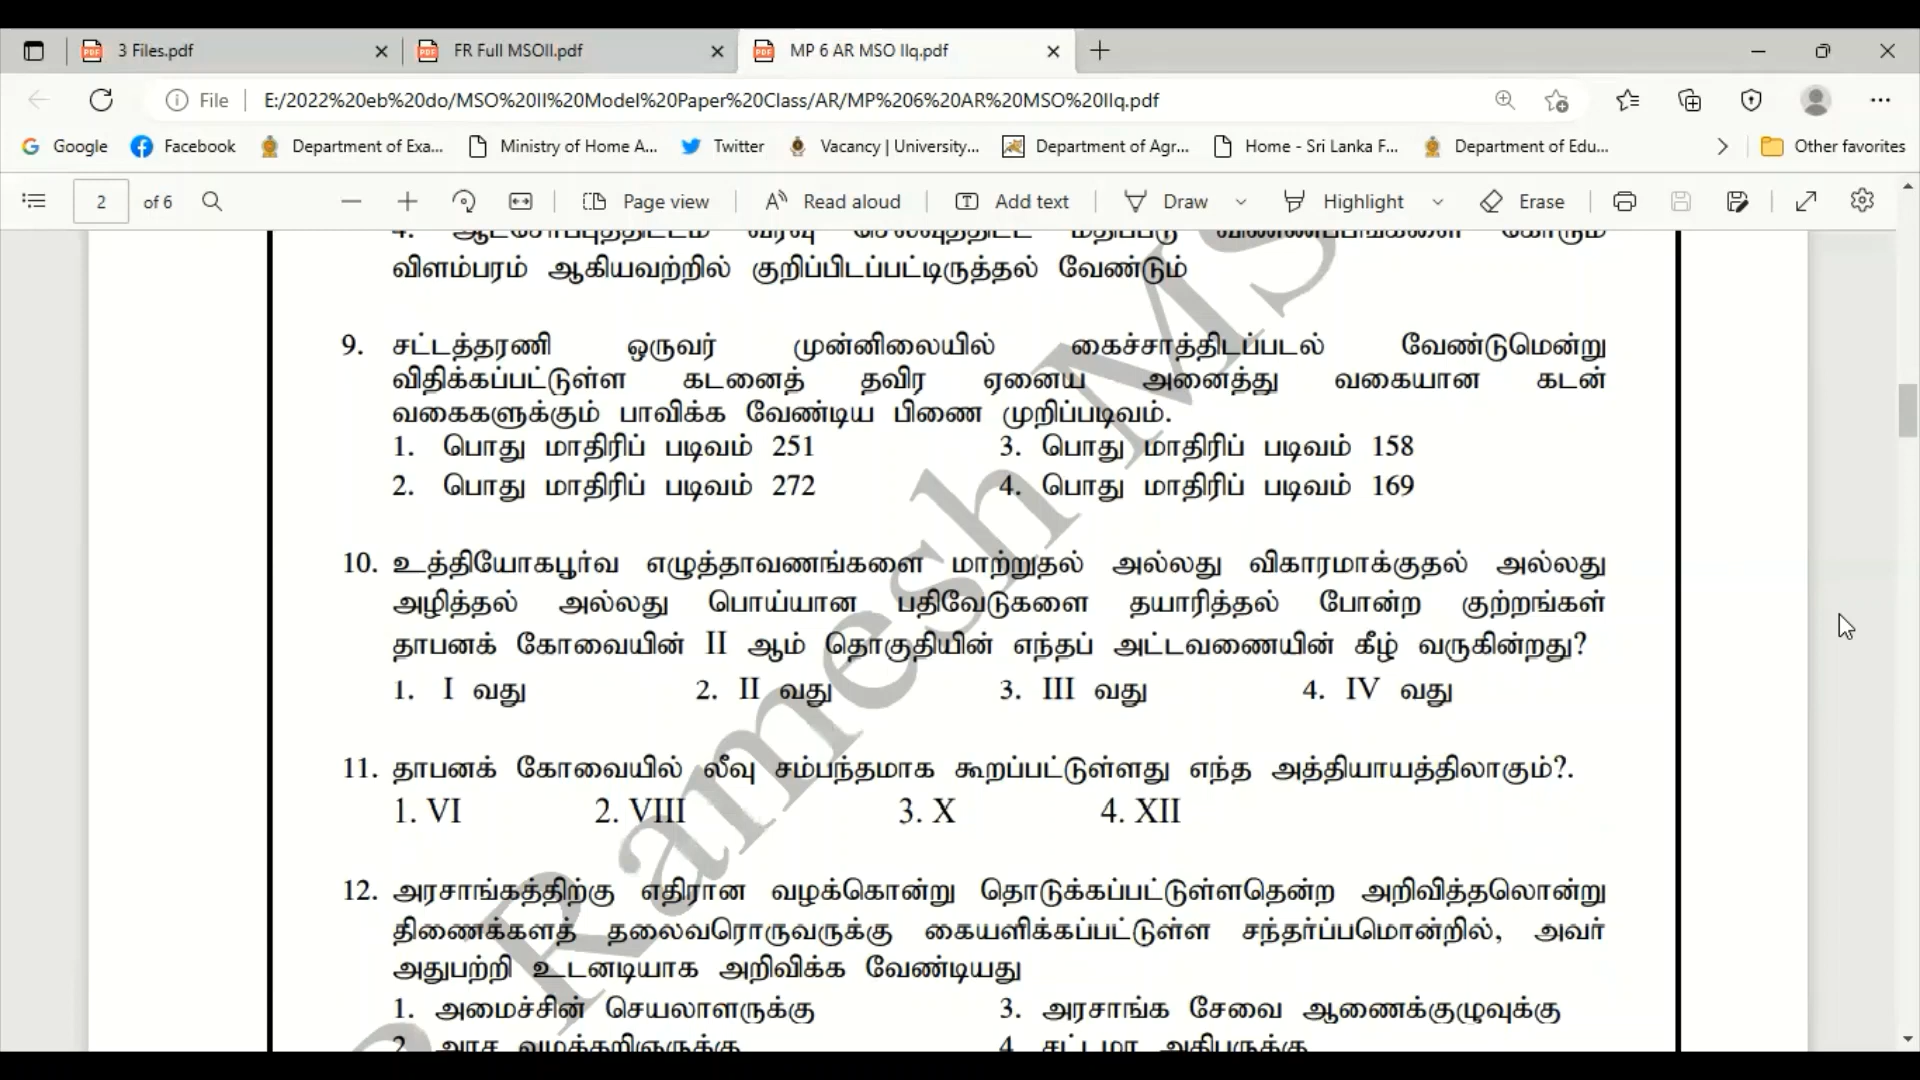 3 Files.pdf
FR Full MSOII.pdf
MP 6 AR MSO IIq.pdf
File
E:/2022%20eb%20do/MSO%20II%20Model%20Paper%20Class/AR/MP%206%20AR%20MSO%20IIq.pdf
Google Facebook Department of Exa... Ministry of Home A... Twitter Vacancy | University... Department of Agr... Home - Sri Lanka F... Department of Edu... Other favorites
2 of 6 Page view Read aloud Add text Draw Highlight Erase
விளம்பரம் ஆகியவற்றில் குறிப்பிடப்பட்டிருத்தல் வேண்டும்
9. சட்டத்தரணி ஒருவர் முன்னிலையில் கைச்சாத்திடப்படல் வேண்டுமென்று
விதிக்கப்பட்டுள்ள கடனைத் தவிர ஏனைய அனைத்து வகையான கடன்
வகைகளுக்கும் பாவிக்க வேண்டிய பிணை முறிப்படிவம்.
1. பொது மாதிரிப் படிவம் 251 3. பொது மாதிரிப் படிவம் 158
2. பொது மாதிரிப் படிவம் 272 4. பொது மாதிரிப் படிவம் 169
10. உத்தியோகபூர்வ எழுத்தாவணங்களை மாற்றுதல் அல்லது விகாரமாக்குதல் அல்லது
அழித்தல் அல்லது பொய்யான பதிவேடுகளை தயாரித்தல் போன்ற குற்றங்கள்
தாபனக் கோவையின் II ஆம் தொகுதியின் எந்தப் அட்டவணையின் கீழ் வருகின்றது?
1. I வது 2. II வது 3. III வது 4. IV வது
11. தாபனக் கோவையில் லீவு சம்பந்தமாக கூறப்பட்டுள்ளது எந்த அத்தியாயத்திலாகும்?.
1. VI 2. VIII 3. X 4. XII
12. அரசாங்கத்திற்கு எதிரான வழக்கொன்று தொடுக்கப்பட்டுள்ளதென்ற அறிவித்தலொன்று
திணைக்களத் தலைவரொருவருக்கு கையளிக்கப்பட்டுள்ள சந்தர்ப்பமொன்றில், அவர்
அதுபற்றி உடனடியாக அறிவிக்க வேண்டியது
1. அமைச்சின் செயலாளருக்கு 3. அரசாங்க சேவை ஆணைக்குழுவுக்கு
Ramesh MS